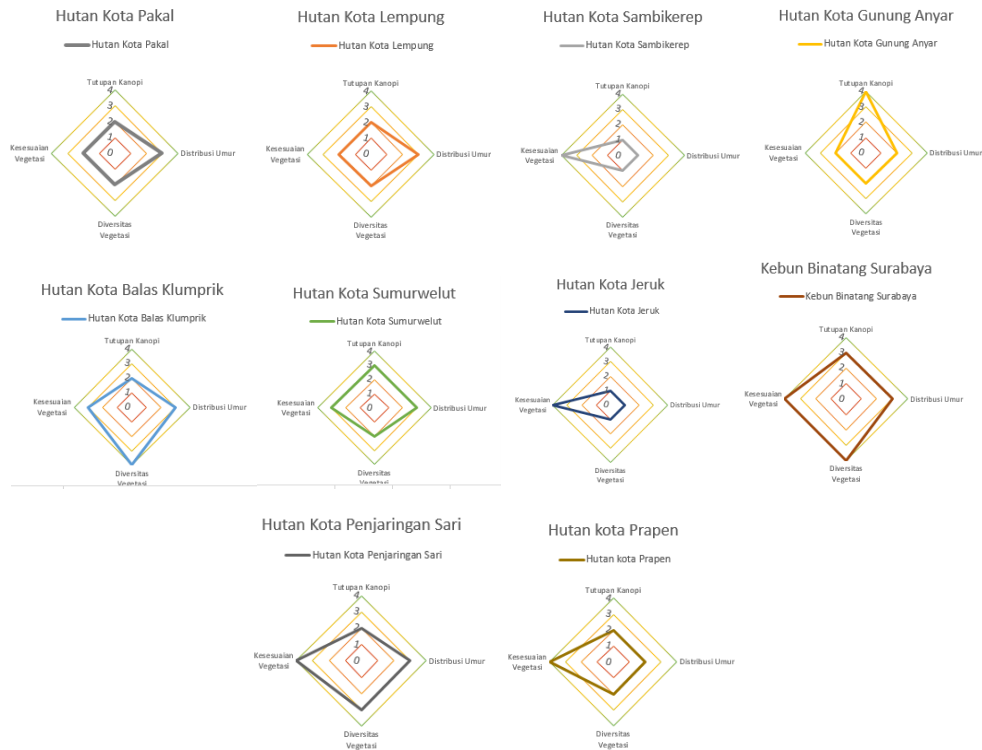 Hutan Kota Pakal
Hutan Kota Pakal
Tutupan Kanopi
4
3
2
1
0
Kesesuaian
Vegetasi
Distribusi Umur
Diversitas
Vegetasi
Hutan Kota Lempung
Hutan Kota Lempung
Tutupan Kanopi
4
3
2
1
0
Kesesuaian
Vegetasi
Distribusi Umur
Diversitas
Vegetasi
Hutan Kota Sambikerep
Hutan Kota Sambikerep
Tutupan Kanopi
4
3
2
1
0
Kesesuaian
Vegetasi
Distribusi Umur
Diversitas
Vegetasi
Hutan Kota Gunung Anyar
Hutan Kota Gunung Anyar
Tutupan Kanopi
4
3
2
1
0
Kesesuaian
Vegetasi
Distribusi Umur
Diversitas
Vegetasi
Hutan Kota Balas Klumprik
Hutan Kota Balas Klumprik
Tutupan Kanopi
4
3
2
1
0
Kesesuaian
Vegetasi
Distribusi Umur
Diversitas
Vegetasi
Hutan Kota Sumurwelut
Hutan Kota Sumurwelut
Tutupan Kanopi
4
3
2
1
0
Kesesuaian
Vegetasi
Distribusi Umur
Diversitas
Vegetasi
Hutan Kota Jeruk
Hutan Kota Jeruk
Tutupan Kanopi
4
3
2
1
0
Kesesuaian
Vegetasi
Distribusi Umur
Diversitas
Vegetasi
Kebun Binatang Surabaya
Kebun Binatang Surabaya
Tutupan Kanopi
4
3
2
1
0
Kesesuaian
Vegetasi
Distribusi Umur
Diversitas
Vegetasi
Hutan Kota Penjaringan Sari
Hutan Kota Penjaringan Sari
Tutupan Kanopi
4
3
2
1
0
Kesesuaian
Vegetasi
Distribusi Umur
Diversitas
Vegetasi
Hutan kota Prapen
Hutan kota Prapen
Tutupan Kanopi
4
3
2
1
0
Kesesuaian
Vegetasi
Distribusi Umur
Diversitas
Vegetasi